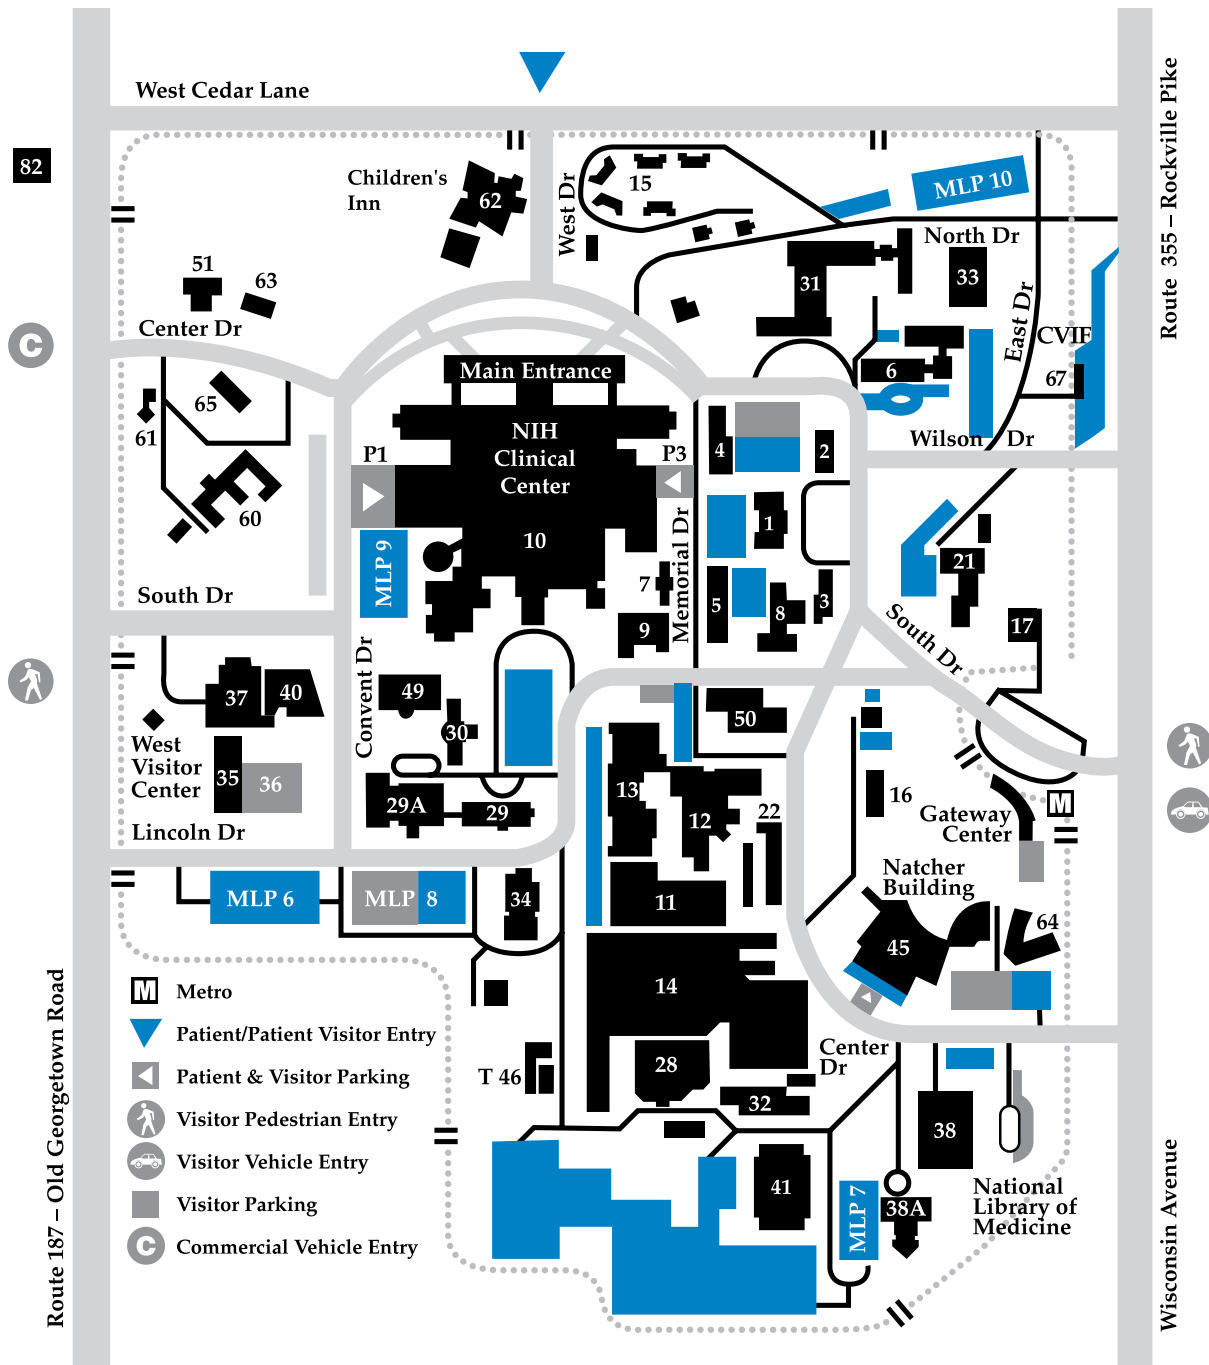 West Cedar Lane
Route 355 – Rockville Pike
82
Children's
Inn
62
West Dr
15
MLP 10
North Dr
51
63
31
33
Center Dr
C
East Dr
CVIF
67
Main Entrance
6
65
61
NIH
Clinical
Center
10
P1
P3
4
2
Wilson Dr
60
1
MLP 9
Memorial Dr
7
5
8
3
21
South Dr
9
17
South Dr
37
40
Convent Dr
49
30
50
West
Visitor
Center
35
36
29A
29
13
12
22
16
Gateway
Center
M
Lincoln Dr
Natcher
Building
MLP 6
MLP 8
34
11
45
64
14
M Metro
Patient/Patient Visitor Entry
Patient & Visitor Parking
Visitor Pedestrian Entry
Visitor Vehicle Entry
Visitor Parking
C Commercial Vehicle Entry
Route 187 – Old Georgetown Road
T 46
28
32
Center
Dr
38
41
MLP 7
38A
National
Library of
Medicine
Wisconsin Avenue